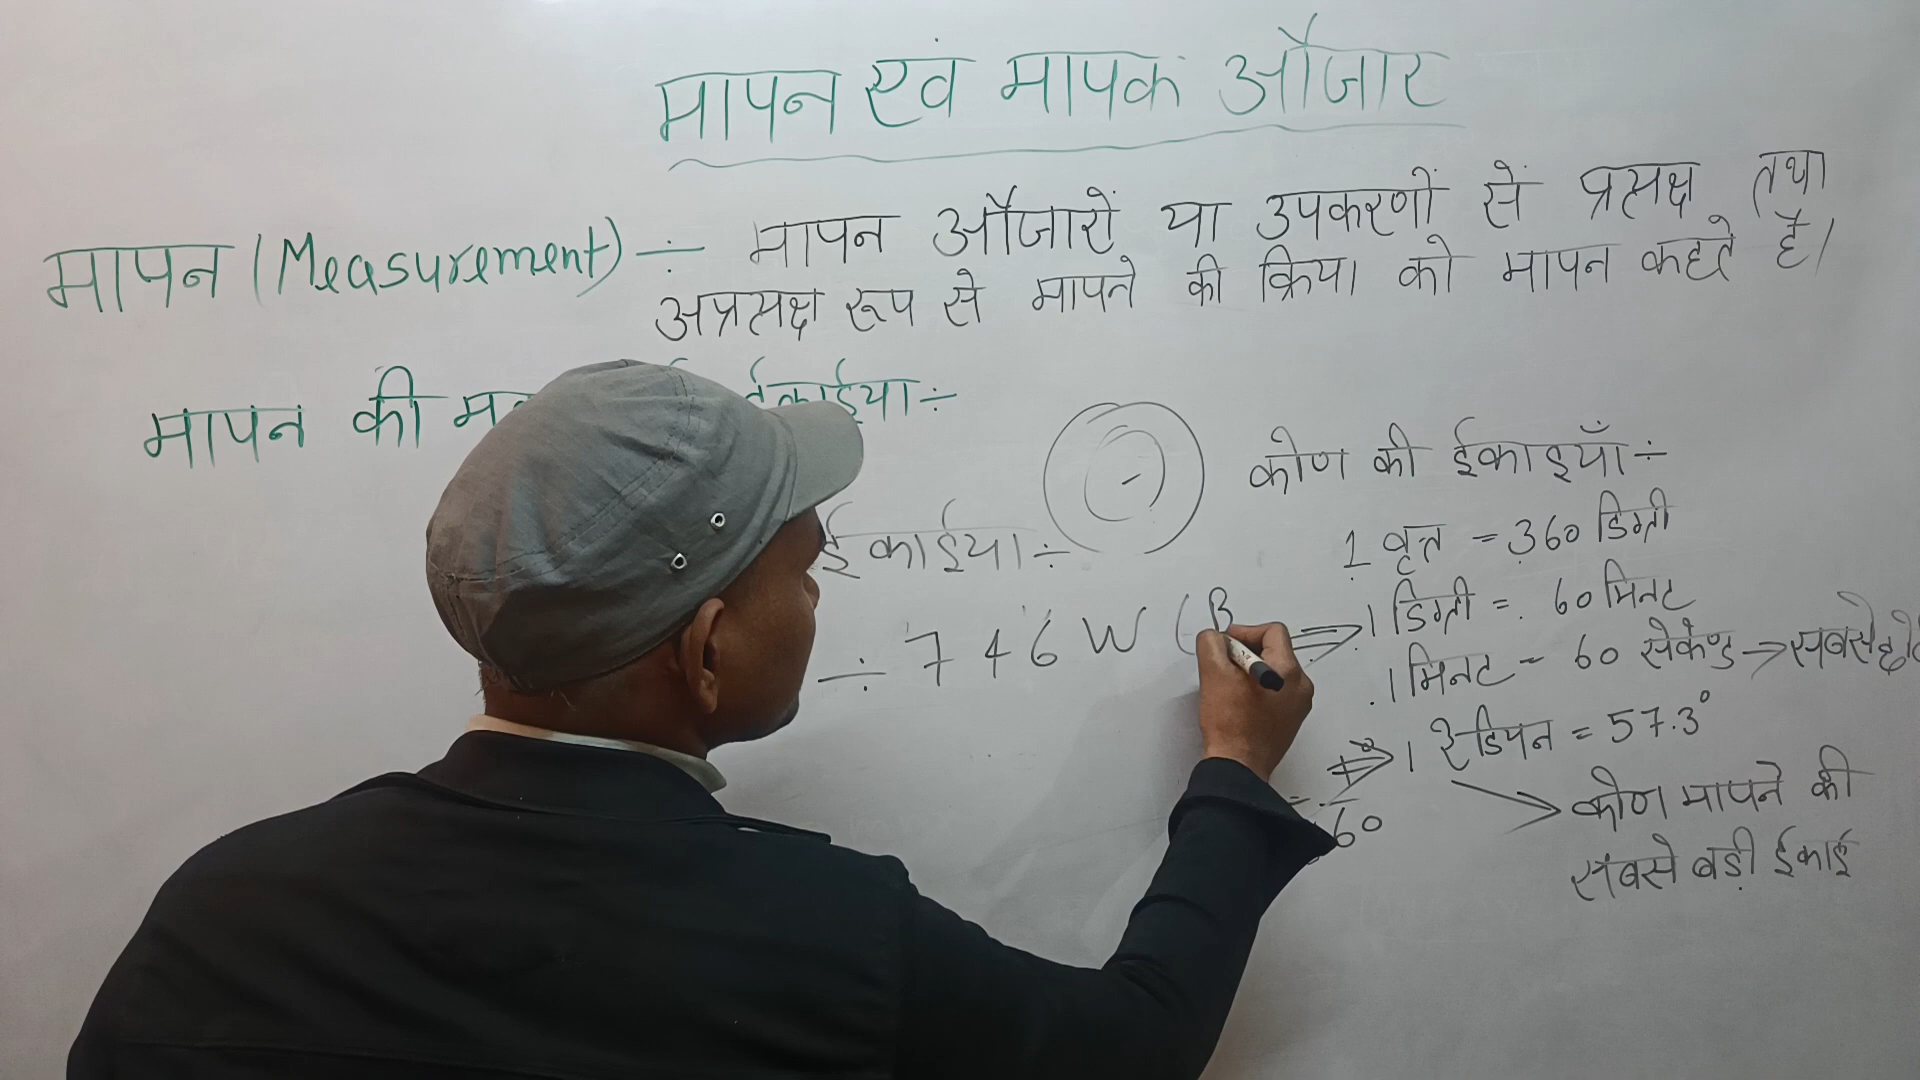 मापन एवं मापक औजार
मापन (Measurement) ÷ मापन औजारों या उपकरणों से प्रत्यक्ष तथा
अप्रत्यक्ष रूप से मापने की क्रिया को मापन कहते है।
मापन की ईकाईया ÷
ईकाईया ÷
÷ 746 W (B
कोण की ईकाइयाँ ÷
1 वृत्त = 360 डिग्री
⇒ 1 डिग्री = 60 मिनट
1 मिनट = 60 सेकेण्ड →
⇒ 1 रेडियन = 57.3°
60
→ कोण मापने की
सबसे बड़ी ईकाई